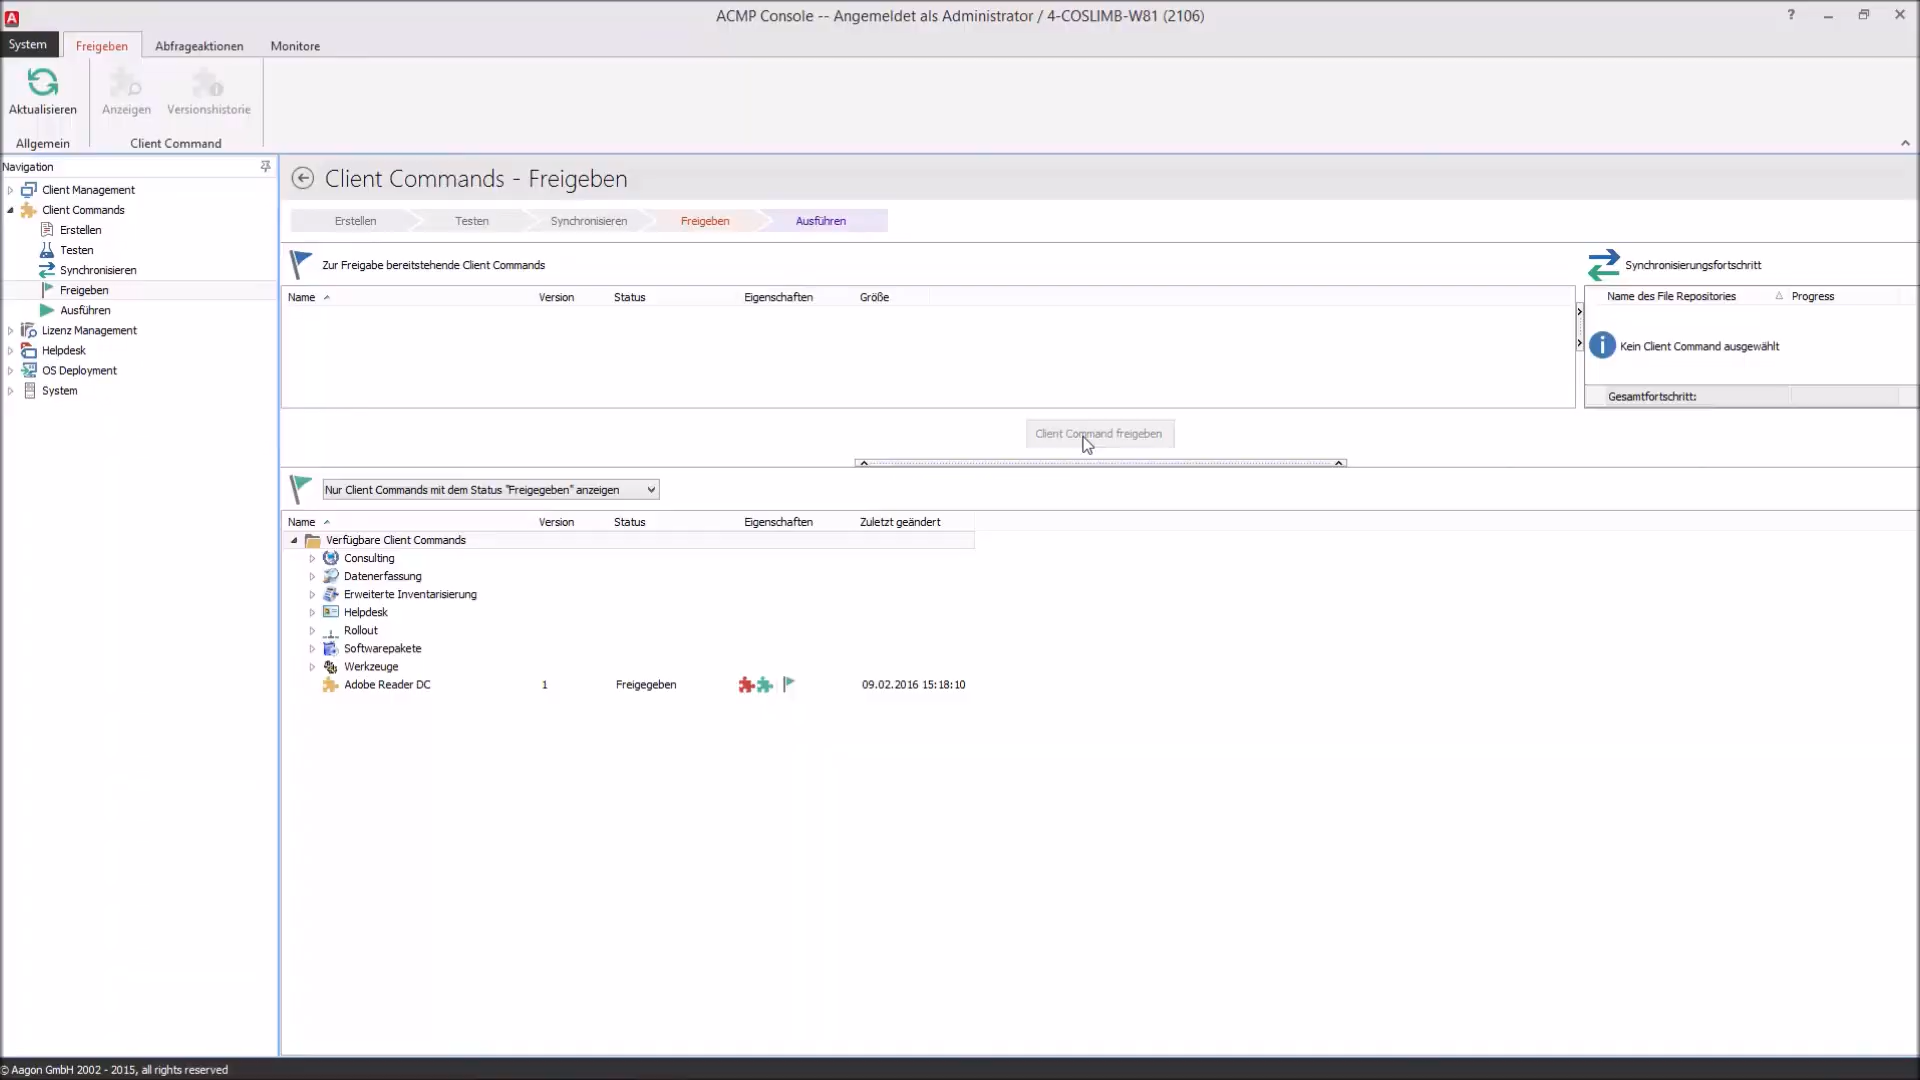 ACMP Console -- Angemeldet als Administrator / 4-COSLIMB-W81 (2106)
System Freigeben Abfrageaktionen Monitore
Aktualisieren Anzeigen Versionshistorie
Allgemein Client Command
Navigation
Client Management
Client Commands
Erstellen
Testen
Synchronisieren
Freigeben
Ausführen
Lizenz Management
Helpdesk
OS Deployment
System
Client Commands - Freigeben
Erstellen Testen Synchronisieren Freigeben Ausführen
Zur Freigabe bereitstehende Client Commands
Name Version Status Eigenschaften Größe
Synchronisierungsfortschritt
Name des File Repositories Progress
Kein Client Command ausgewählt
Gesamtfortschritt:
Client Command freigeben
Nur Client Commands mit dem Status "Freigegeben" anzeigen
Name Version Status Eigenschaften Zuletzt geändert
Verfügbare Client Commands
Consulting
Datenerfassung
Erweiterte Inventarisierung
Helpdesk
Rollout
Softwarepakete
Werkzeuge
Adobe Reader DC 1 Freigegeben 09.02.2016 15:18:10
© Aagon GmbH 2002 - 2015, all rights reserved